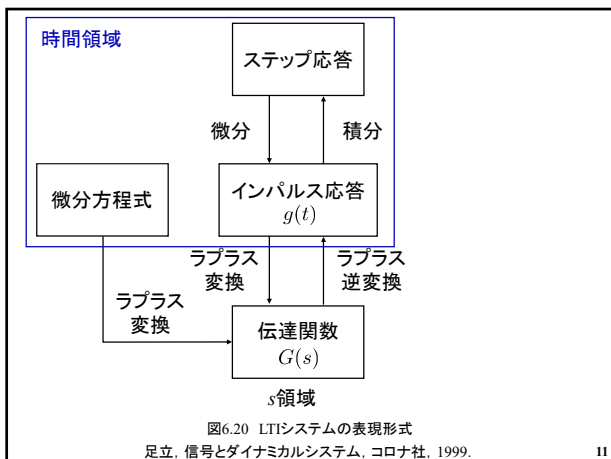 時間領域
ステップ応答
微分
積分
微分方程式
インパルス応答
g(t)
ラプラス
変換
ラプラス
逆変換
ラプラス
変換
伝達関数
G(s)
s領域
図6.20 LTIシステムの表現形式
足立, 信号とダイナミカルシステム, コロナ社, 1999.
11